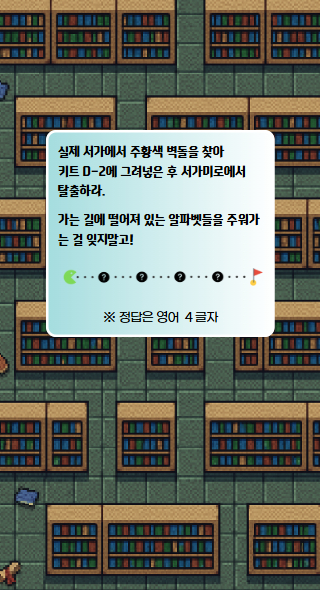 실제 서가에서 주황색 벽돌을 찾아
키트 D-2에 그려넣은 후 서가미로에서
탈출하라.
가는 길에 떨어져 있는 알파벳들을 주워가
는 걸 잊지말고!
? ? ? ?
※ 정답은 영어 4글자